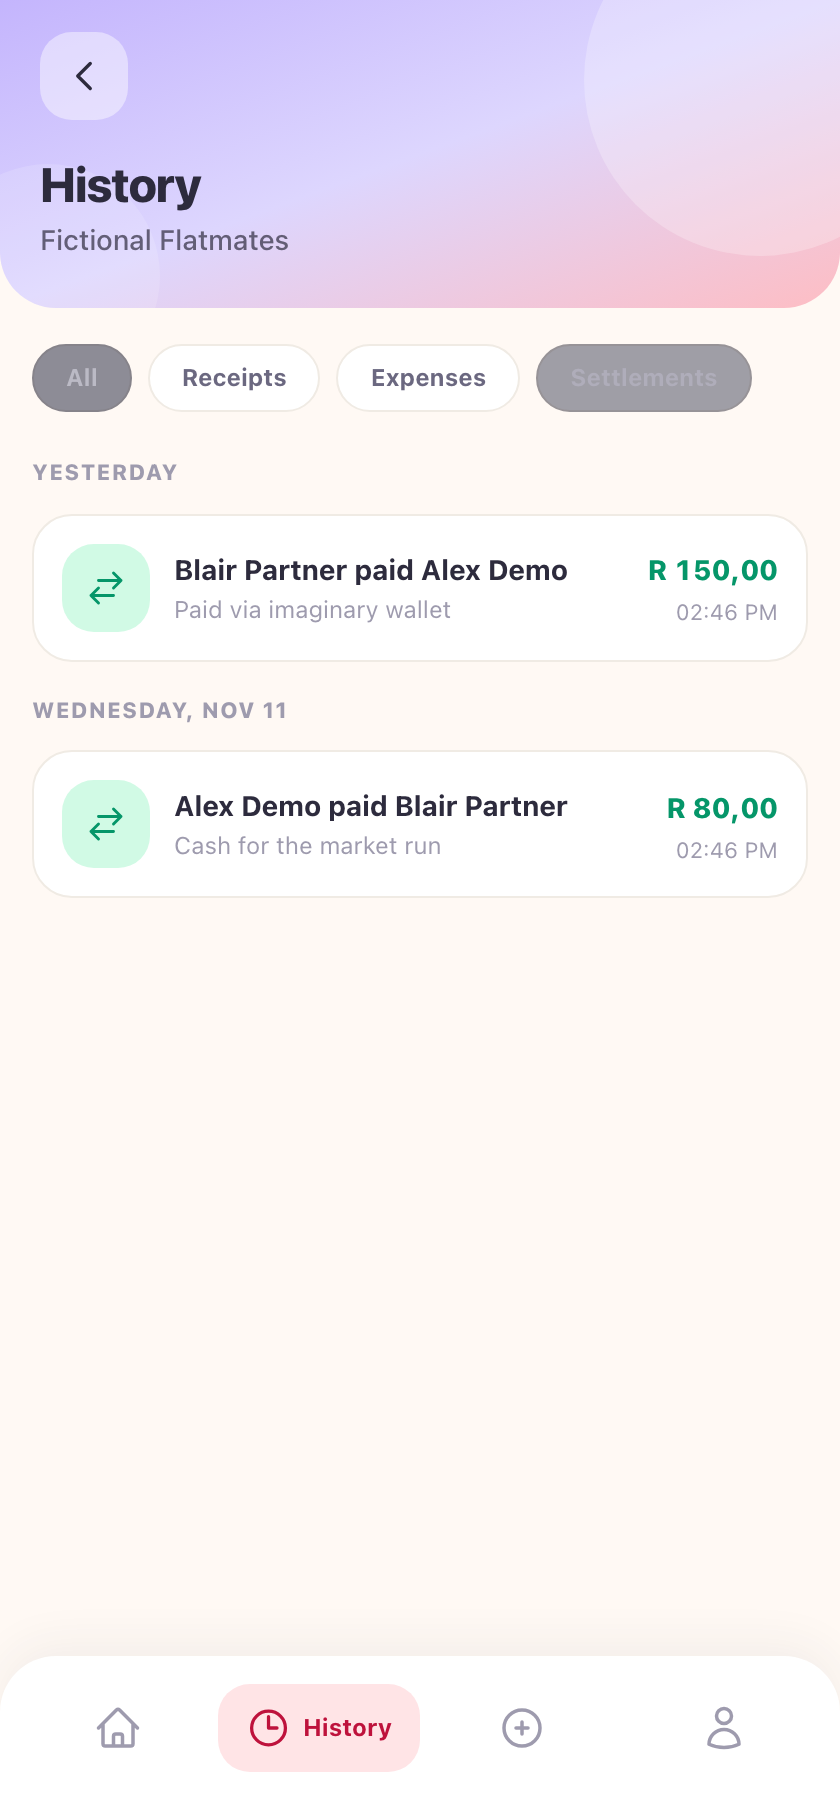 History
Fictional Flatmates
All
Receipts
Expenses
Settlements
YESTERDAY
Blair Partner paid Alex Demo
R 150,00
Paid via imaginary wallet
02:46 PM
WEDNESDAY, NOV 11
Alex Demo paid Blair Partner
R 80,00
Cash for the market run
02:46 PM
History